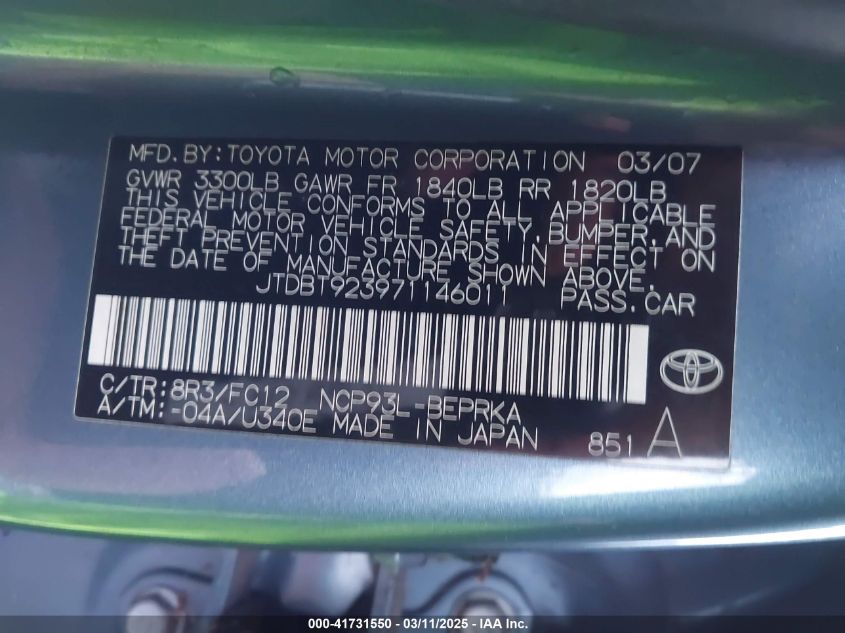 MFD.BY:TOYOTA MOTOR CORPORATION 03/07
GVWR 3300LB GAWR FR 1840LB RR 1820LB
THIS VEHICLE CONFORMS TO ALL APPLICABLE
FEDERAL MOTOR VEHICLE SAFETY,BUMPER,AND
THEFT PREVENTION STANDARDS IN EFFECT ON
THE DATE OF MANUFACTURE SHOWN ABOVE.
JTDBT923971146011 PASS.CAR
C/TR:8R3/FC12 NCP93L-BEPRKA
A/TM:-04A/U340E MADE IN JAPAN 851 A
000-41731550 - 03/11/2025 - IAA Inc.